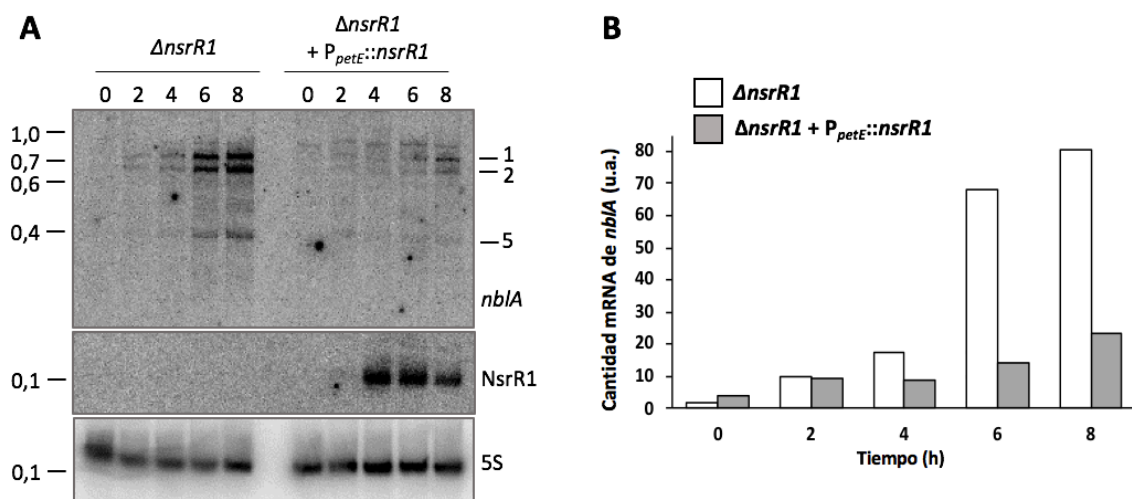 A
ΔnsrR1
ΔnsrR1
+ PpetE::nsrR1
0 2 4 6 8 0 2 4 6 8
1,0
0,7
0,6
0,4
1
2
5
nblA
0,1
NsrR1
0,1
5S
B
ΔnsrR1
ΔnsrR1 + PpetE::nsrR1
Cantidad mRNA de nblA (u.a.)
80
70
60
50
40
30
20
10
0
0 2 4 6 8
Tiempo (h)